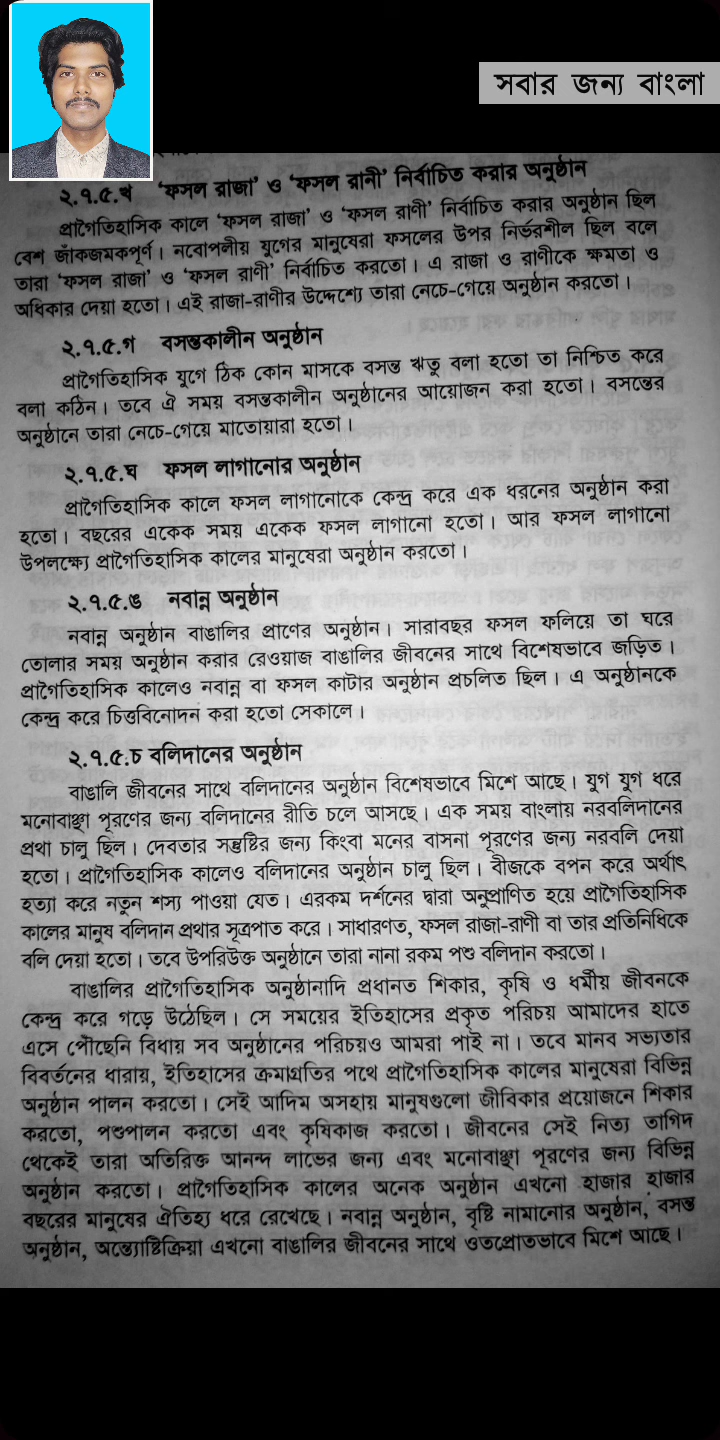 সবার জন্য বাংলা
২.৭.৫.খ 'ফসল রাজা' ও 'ফসল রানী' নির্বাচিত করার অনুষ্ঠান
প্রাগৈতিহাসিক কালে 'ফসল রাজা' ও 'ফসল রাণী' নির্বাচিত করার অনুষ্ঠান ছিল
বেশ জাঁকজমকপূর্ণ। নবোপলীয় যুগের মানুষেরা ফসলের উপর নির্ভরশীল ছিল বলে
তারা 'ফসল রাজা' ও 'ফসল রাণী' নির্বাচিত করতো। এ রাজা ও রাণীকে ক্ষমতা ও
অধিকার দেয়া হতো। এই রাজা-রাণীর উদ্দেশ্যে তারা নেচে-গেয়ে অনুষ্ঠান করতো।
২.৭.৫.গ বসন্তকালীন অনুষ্ঠান
প্রাগৈতিহাসিক যুগে ঠিক কোন মাসকে বসন্ত ঋতু বলা হতো তা নিশ্চিত করে
বলা কঠিন। তবে ঐ সময় বসন্তকালীন অনুষ্ঠানের আয়োজন করা হতো। বসন্তের
অনুষ্ঠানে তারা নেচে-গেয়ে মাতোয়ারা হতো।
২.৭.৫.ঘ ফসল লাগানোর অনুষ্ঠান
প্রাগৈতিহাসিক কালে ফসল লাগানোকে কেন্দ্র করে এক ধরনের অনুষ্ঠান করা
হতো। বছরের একেক সময় একেক ফসল লাগানো হতো। আর ফসল লাগানো
উপলক্ষ্যে প্রাগৈতিহাসিক কালের মানুষেরা অনুষ্ঠান করতো।
২.৭.৫.ঙ নবান্ন অনুষ্ঠান
নবান্ন অনুষ্ঠান বাঙালির প্রাণের অনুষ্ঠান। সারাবছর ফসল ফলিয়ে তা ঘরে
তোলার সময় অনুষ্ঠান করার রেওয়াজ বাঙালির জীবনের সাথে বিশেষভাবে জড়িত।
প্রাগৈতিহাসিক কালেও নবান্ন বা ফসল কাটার অনুষ্ঠান প্রচলিত ছিল। এ অনুষ্ঠানকে
কেন্দ্র করে চিত্তবিনোদন করা হতো সেকালে।
২.৭.৫.চ বলিদানের অনুষ্ঠান
বাঙালি জীবনের সাথে বলিদানের অনুষ্ঠান বিশেষভাবে মিশে আছে। যুগ যুগ ধরে
মনোবাঞ্ছা পূরণের জন্য বলিদানের রীতি চলে আসছে। এক সময় বাংলায় নরবলিদানের
প্রথা চালু ছিল। দেবতার সন্তুষ্টির জন্য কিংবা মনের বাসনা পূরণের জন্য নরবলি দেয়া
হতো। প্রাগৈতিহাসিক কালেও বলিদানের অনুষ্ঠান চালু ছিল। বীজকে বপন করে অর্থাৎ
হত্যা করে নতুন শস্য পাওয়া যেত। এরকম দর্শনের দ্বারা অনুপ্রাণিত হয়ে প্রাগৈতিহাসিক
কালের মানুষ বলিদান প্রথার সূত্রপাত করে। সাধারণত, ফসল রাজা-রাণী বা তার প্রতিনিধিকে
বলি দেয়া হতো। তবে উপরিউক্ত অনুষ্ঠানে তারা নানা রকম পশু বলিদান করতো।
বাঙালির প্রাগৈতিহাসিক অনুষ্ঠানাদি প্রধানত শিকার, কৃষি ও ধর্মীয় জীবনকে
কেন্দ্র করে গড়ে উঠেছিল। সে সময়ের ইতিহাসের প্রকৃত পরিচয় আমাদের হাতে
এসে পৌঁছেনি বিধায় সব অনুষ্ঠানের পরিচয়ও আমরা পাই না। তবে মানব সভ্যতার
বিবর্তনের ধারায়, ইতিহাসের ক্রমাগ্রতির পথে প্রাগৈতিহাসিক কালের মানুষেরা বিভিন্ন
অনুষ্ঠান পালন করতো। সেই আদিম অসহায় মানুষগুলো জীবিকার প্রয়োজনে শিকার
করতো, পশুপালন করতো এবং কৃষিকাজ করতো। জীবনের সেই নিত্য তাগিদ
থেকেই তারা অতিরিক্ত আনন্দ লাভের জন্য এবং মনোবাঞ্ছা পূরণের জন্য বিভিন্ন
অনুষ্ঠান করতো। প্রাগৈতিহাসিক কালের অনেক অনুষ্ঠান এখনো হাজার হাজার
বছরের মানুষের ঐতিহ্য ধরে রেখেছে। নবান্ন অনুষ্ঠান, বৃষ্টি নামানোর অনুষ্ঠান, বসন্ত
অনুষ্ঠান, অন্ত্যোষ্টিক্রিয়া এখনো বাঙালির জীবনের সাথে ওতপ্রোতভাবে মিশে আছে।